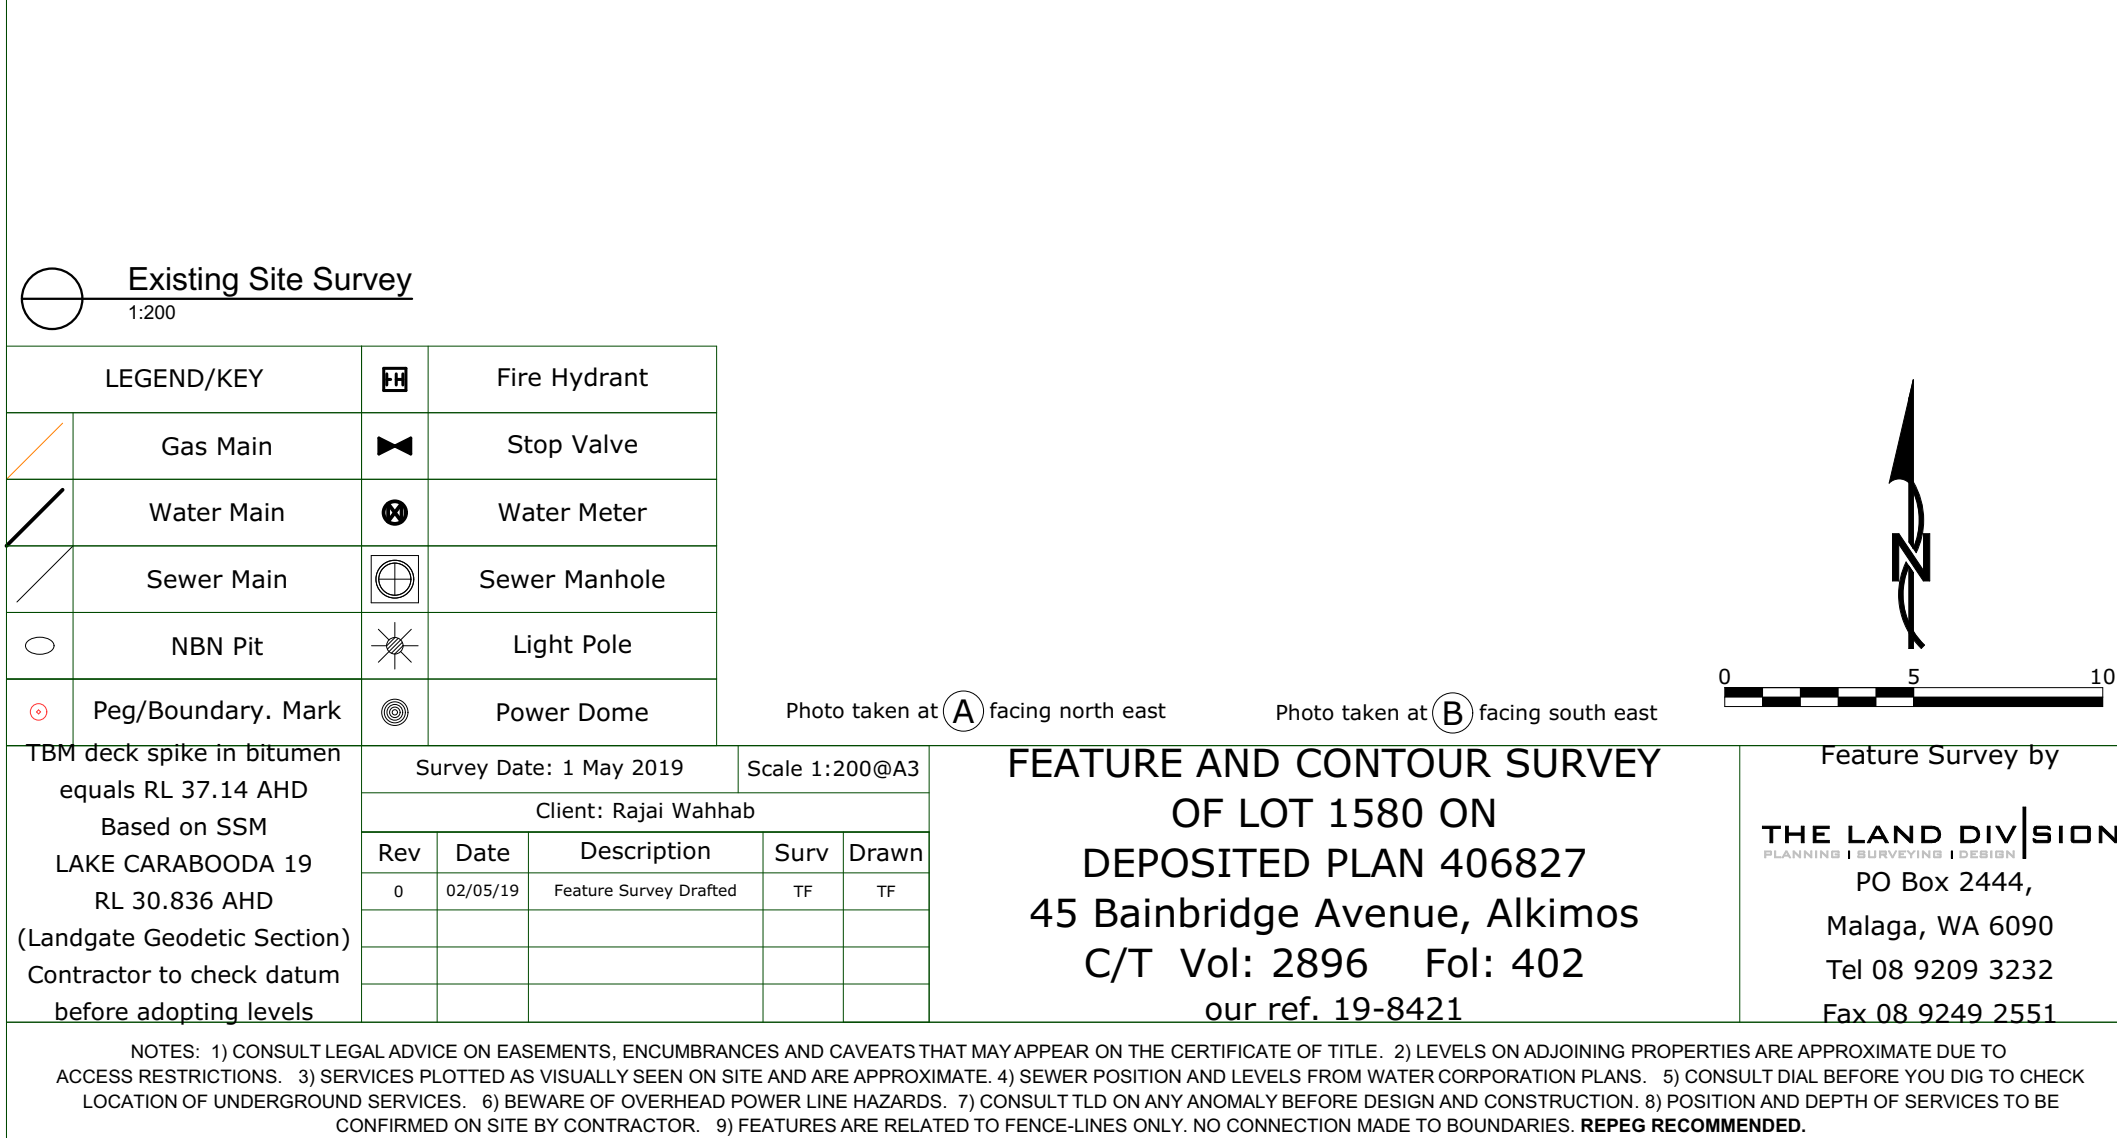 Existing Site Survey
1:200
LEGEND/KEY
Fire Hydrant
Gas Main
Stop Valve
Water Main
Water Meter
Sewer Main
Sewer Manhole
NBN Pit
Light Pole
Peg/Boundary. Mark
Power Dome
Photo taken at A facing north east
Photo taken at B facing south east
N
0 5 10
TBM deck spike in bitumen
equals RL 37.14 AHD
Based on SSM
LAKE CARABOODA 19
RL 30.836 AHD
(Landgate Geodetic Section)
Contractor to check datum
before adopting levels
Survey Date: 1 May 2019
Scale 1:200@A3
Client: Rajai Wahhab
Rev Date Description Surv Drawn
0 02/05/19 Feature Survey Drafted TF TF
FEATURE AND CONTOUR SURVEY
OF LOT 1580 ON
DEPOSITED PLAN 406827
45 Bainbridge Avenue, Alkimos
C/T Vol: 2896 Fol: 402
our ref. 19-8421
Feature Survey by
THE LAND DIV|SION
PLANNING | SURVEYING | DESIGN
PO Box 2444,
Malaga, WA 6090
Tel 08 9209 3232
Fax 08 9249 2551
NOTES: 1) CONSULT LEGAL ADVICE ON EASEMENTS, ENCUMBRANCES AND CAVEATS THAT MAY APPEAR ON THE CERTIFICATE OF TITLE. 2) LEVELS ON ADJOINING PROPERTIES ARE APPROXIMATE DUE TO
ACCESS RESTRICTIONS. 3) SERVICES PLOTTED AS VISUALLY SEEN ON SITE AND ARE APPROXIMATE. 4) SEWER POSITION AND LEVELS FROM WATER CORPORATION PLANS. 5) CONSULT DIAL BEFORE YOU DIG TO CHECK
LOCATION OF UNDERGROUND SERVICES. 6) BEWARE OF OVERHEAD POWER LINE HAZARDS. 7) CONSULT TLD ON ANY ANOMALY BEFORE DESIGN AND CONSTRUCTION. 8) POSITION AND DEPTH OF SERVICES TO BE
CONFIRMED ON SITE BY CONTRACTOR. 9) FEATURES ARE RELATED TO FENCE-LINES ONLY. NO CONNECTION MADE TO BOUNDARIES. REPEG RECOMMENDED.